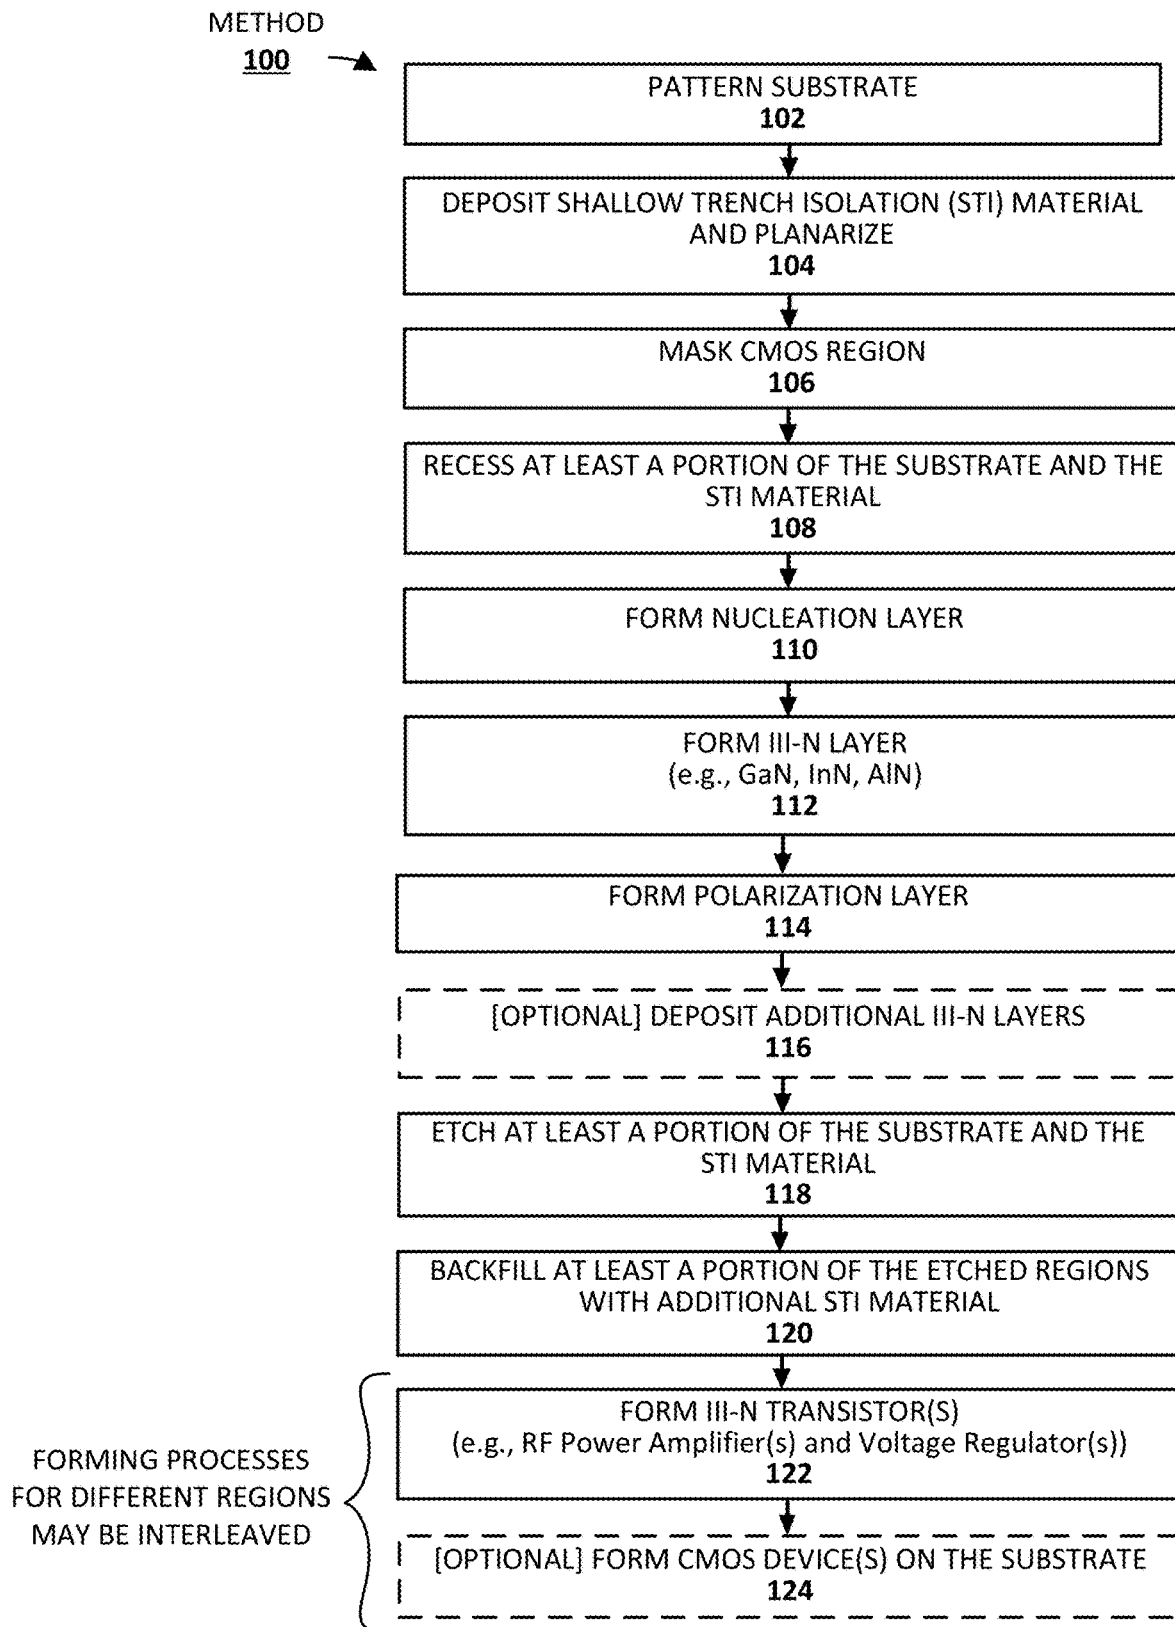 METHOD
100
PATTERN SUBSTRATE
102
DEPOSIT SHALLOW TRENCH ISOLATION (STI) MATERIAL
AND PLANARIZE
104
MASK CMOS REGION
106
RECESS AT LEAST A PORTION OF THE SUBSTRATE AND THE
STI MATERIAL
108
FORM NUCLEATION LAYER
110
FORM III-N LAYER
(e.g., GaN, InN, AlN)
112
FORM POLARIZATION LAYER
114
[OPTIONAL] DEPOSIT ADDITIONAL III-N LAYERS
116
ETCH AT LEAST A PORTION OF THE SUBSTRATE AND THE
STI MATERIAL
118
BACKFILL AT LEAST A PORTION OF THE ETCHED REGIONS
WITH ADDITIONAL STI MATERIAL
120
FORM III-N TRANSISTOR(S)
(e.g., RF Power Amplifier(s) and Voltage Regulator(s))
122
FORMING PROCESSES
FOR DIFFERENT REGIONS
MAY BE INTERLEAVED
[OPTIONAL] FORM CMOS DEVICE(S) ON THE SUBSTRATE
124